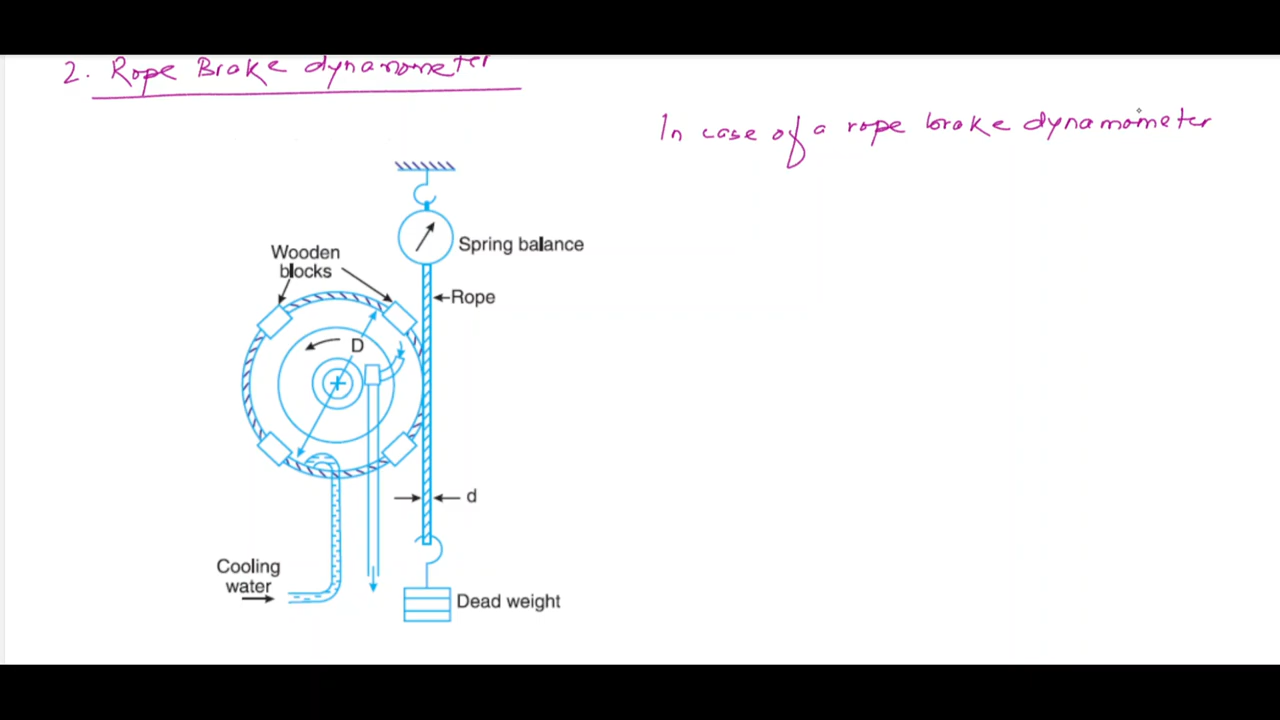 2. Rope Brake dynamometer
In case of a rope brake dynamometer
Spring balance
Wooden
blocks
Rope
D
d
Cooling
water
Dead weight